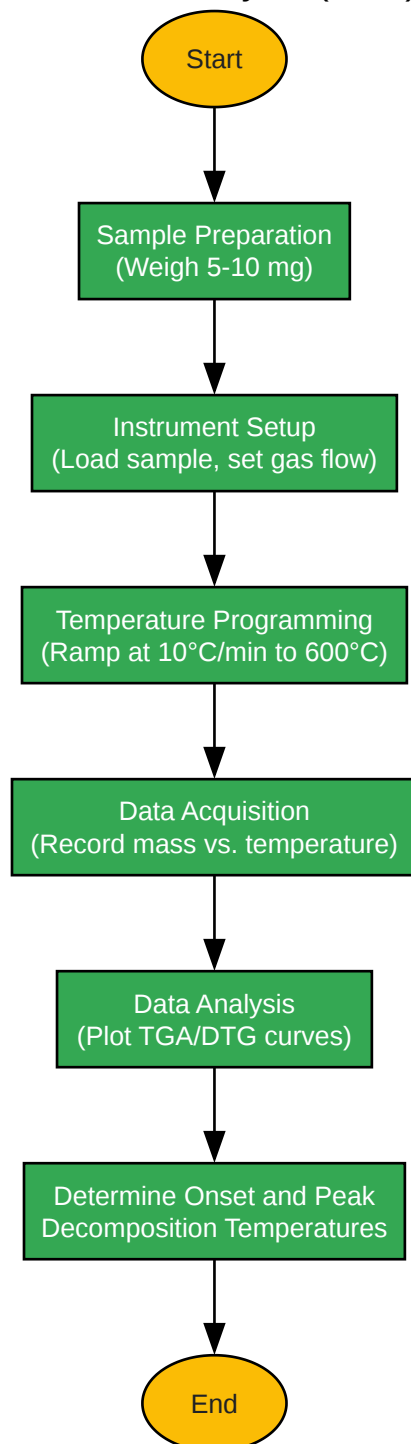 Start
Sample Preparation
(Weigh 5-10 mg)
Instrument Setup
(Load sample, set gas flow)
Temperature Programming
(Ramp at 10°C/min to 600°C)
Data Acquisition
(Record mass vs. temperature)
Data Analysis
(Plot TGA/DTG curves)
Determine Onset and Peak
Decomposition Temperatures
End